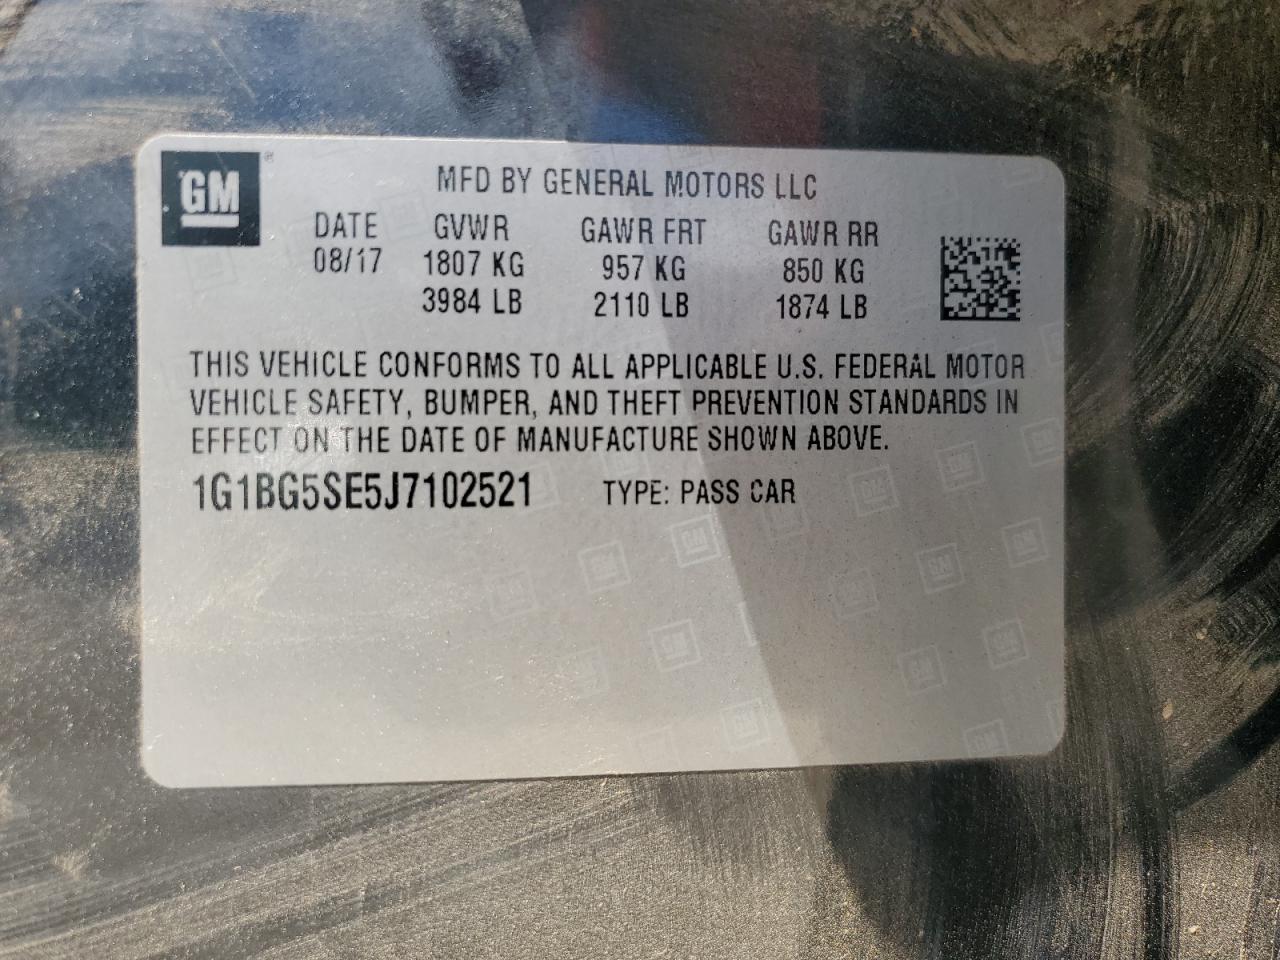 GM
MFD BY GENERAL MOTORS LLC
DATE GVWR GAWR FRT GAWR RR
08/17 1807 KG 957 KG 850 KG
3984 LB 2110 LB 1874 LB
THIS VEHICLE CONFORMS TO ALL APPLICABLE U.S. FEDERAL MOTOR
VEHICLE SAFETY, BUMPER, AND THEFT PREVENTION STANDARDS IN
EFFECT ON THE DATE OF MANUFACTURE SHOWN ABOVE.
1G1BG5SE5J7102521 TYPE: PASS CAR